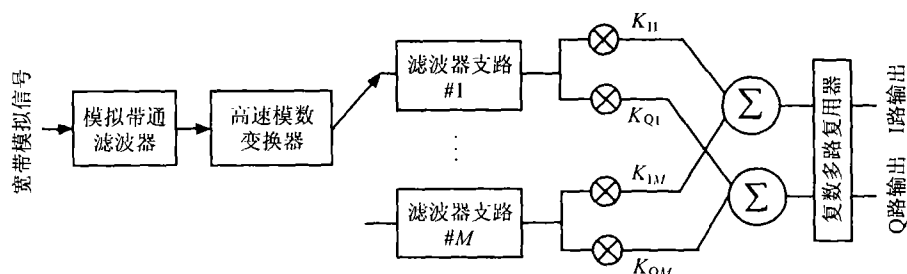 宽带模拟信号
模拟带通
滤波器
高速模数
变换器
滤波器支路
#1
⋮
滤波器支路
#M
K_I1
K_Q1
K_IM
K_QM
Σ
Σ
复数多路复用器
I路输出
Q路输出